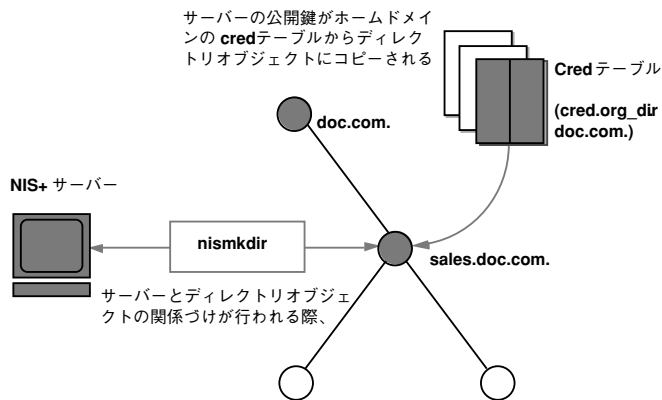 サーバーの公開鍵がホームドメイ
ンの credテーブルからディレク
トリオブジェクトにコピーされる
Cred テーブル
(cred.org_dir
doc.com.)
doc.com.
NIS+ サーバー
nismkdir
sales.doc.com.
サーバーとディレクトリオブジェ
クトの関係づけが行われる際、